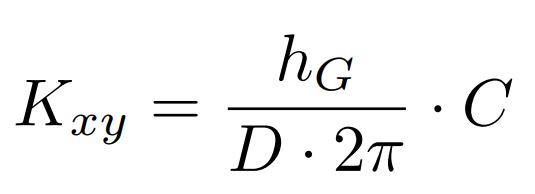 K_{xy} = \frac{h_G}{D \cdot 2\pi} \cdot C